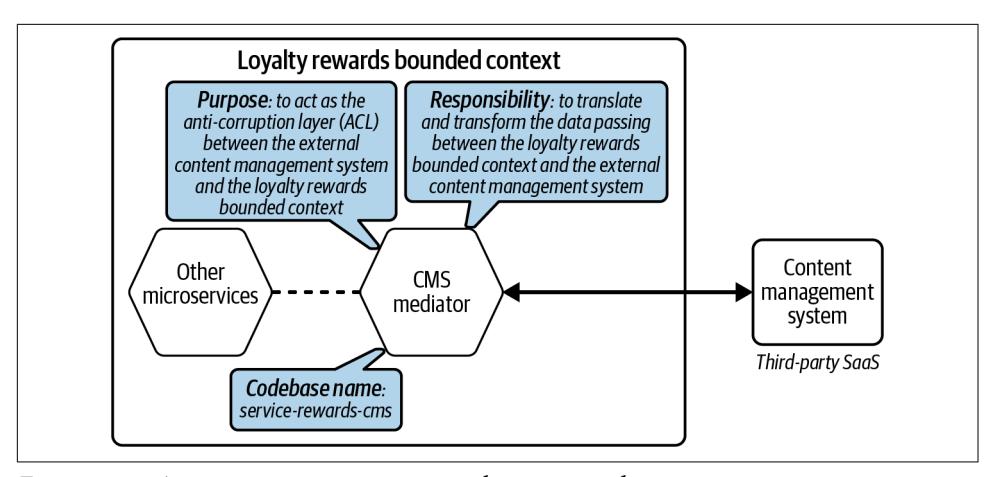 Loyalty rewards bounded context
Purpose: to act as the
anti-corruption layer (ACL)
between the external
content management system
and the loyalty rewards
bounded context
Responsibility: to translate
and transform the data passing
between the loyalty rewards
bounded context and the external
content management system
Other
microservices
CMS
mediator
Content
management
system
Third-party SaaS
Codebase name:
service-rewards-cms